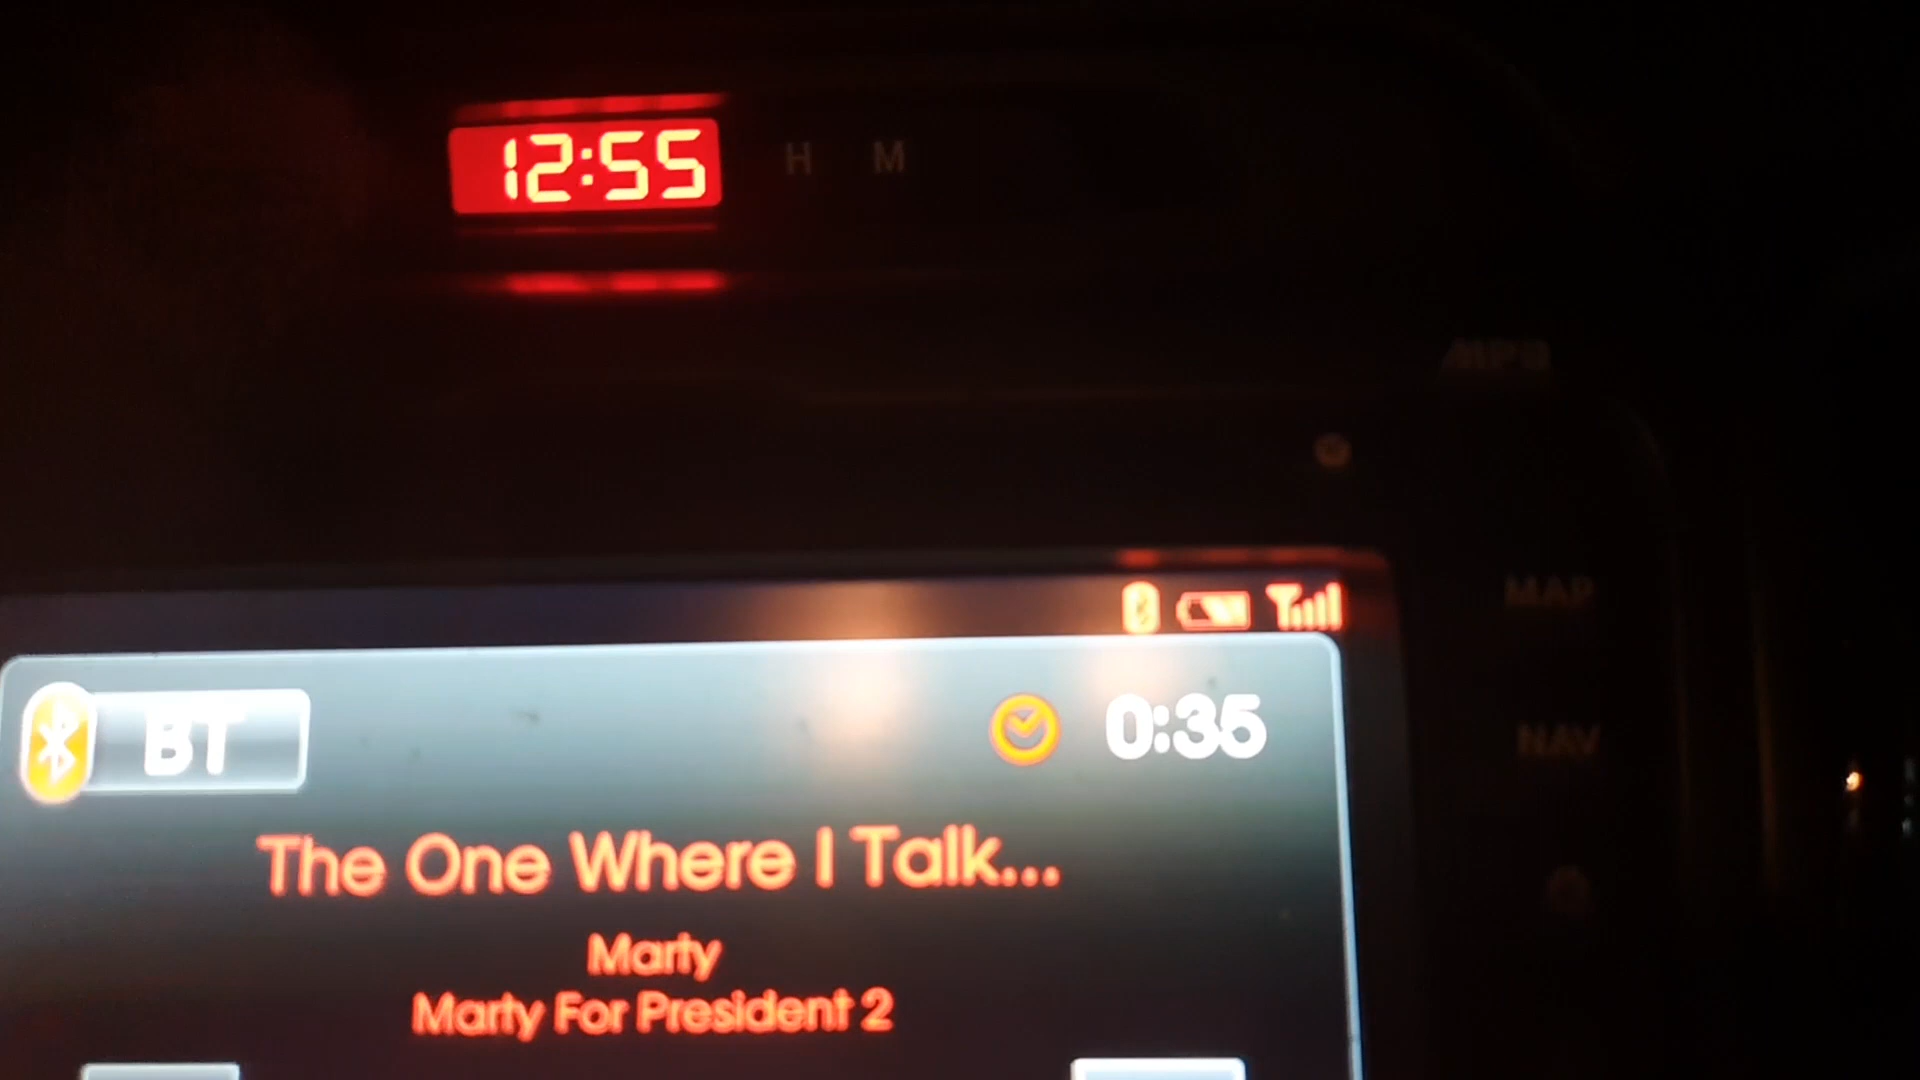 12:55
H M
MAP
BT
0:35
NAV
The One Where I Talk...
Marty
Marty For President 2